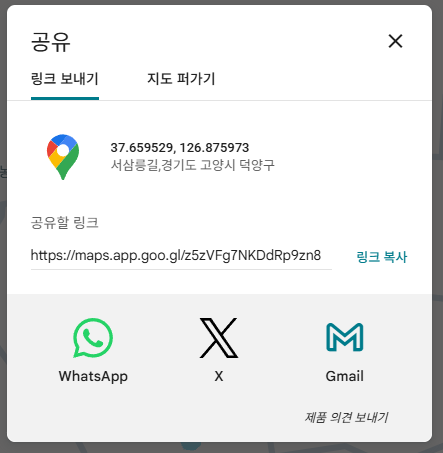 공유
링크 보내기
지도 퍼가기
37.659529, 126.875973
서삼릉길,경기도 고양시 덕양구
공유할 링크
https://maps.app.goo.gl/z5zVFg7NKDdRp9zn8
링크 복사
WhatsApp
X
Gmail
제품 의견 보내기